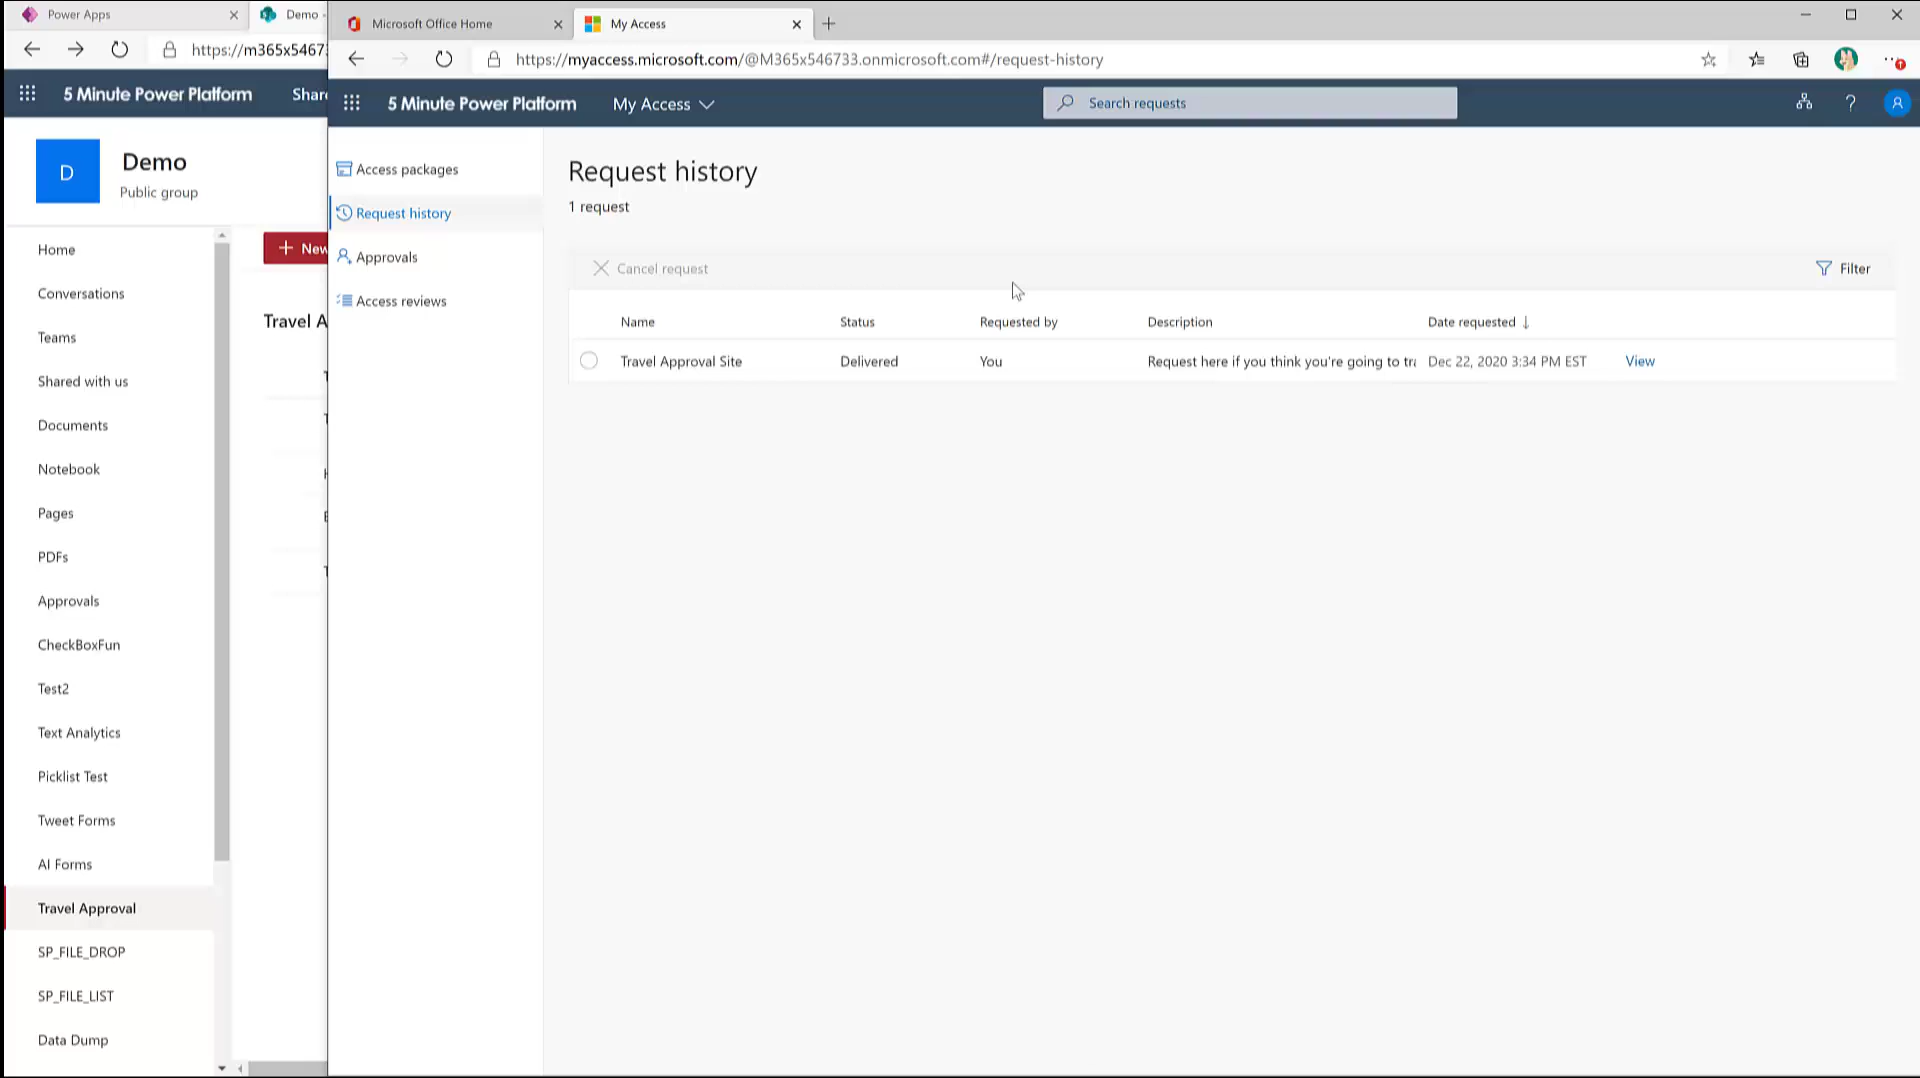 Power Apps
Demo -
https://m365x5467
5 Minute Power Platform
Share
D
Demo
Public group
Home
Conversations
Teams
Shared with us
Documents
Notebook
Pages
PDFs
Approvals
CheckBoxFun
Test2
Text Analytics
Picklist Test
Tweet Forms
AI Forms
Travel Approval
SP_FILE_DROP
SP_FILE_LIST
Data Dump
New
Travel A
Microsoft Office Home
My Access
https://myaccess.microsoft.com/@M365x546733.onmicrosoft.com#/request-history
5 Minute Power Platform
My Access
Search requests
?
Access packages
Request history
Approvals
Access reviews
Request history
1 request
Cancel request
Filter
Name Status Requested by Description Date requested ↓
Travel Approval Site Delivered You Request here if you think you're going to tra Dec 22, 2020 3:34 PM EST View